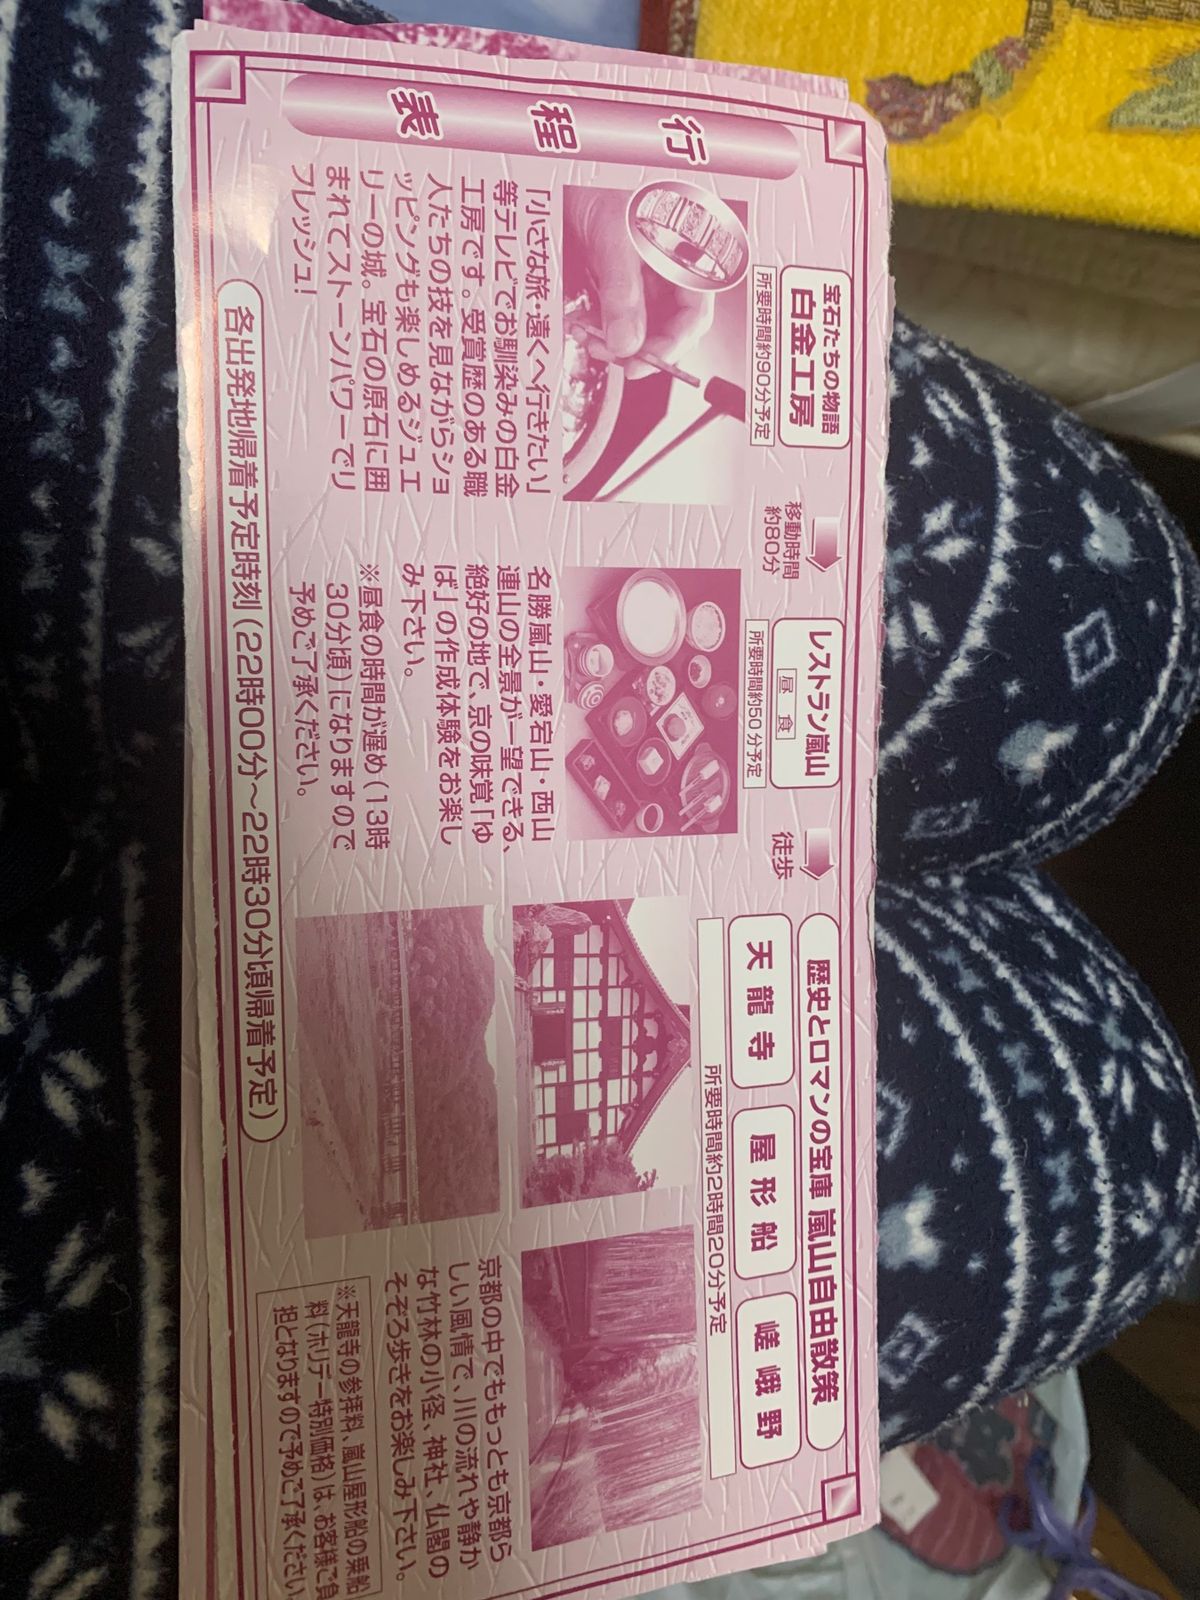 行程表
宝石たちの物語
白金工房
所要時間約90分予定
「小さな旅・遠くへ行きたい」
等テレビでお馴染みの白金
工房です。受賞歴のある職
人たちの技を見ながらショ
ッピングも楽しめるジュエ
リーの城。宝石の原石に囲
まれてストーンパワーでリ
フレッシュ!
移動時間
約80分
レストラン嵐山
昼食
所要時間約50分予定
名勝嵐山・愛宕山・西山
連山の全景が一望できる、
絶好の地で、京の味覚「ゆ
ば」の作成体験をお楽し
み下さい。
※昼食の時間が遅め(13時
30分頃)になりますので
予めご了承ください。
徒歩
歴史とロマンの宝庫 嵐山自由散策
天龍寺
屋形船
嵯峨野
所要時間約2時間20分予定
京都の中でももっとも京都ら
しい風情で、川の流れや静か
な竹林の小径、神社、仏閣の
そぞろ歩きをお楽しみ下さい。
※天龍寺の参拝料、嵐山屋形船の乗船
料(ホリデー特別価格)は、お客様ご負
担となりますので予めご了承ください
各出発地帰着予定時刻(22時00分〜22時30分頃帰着予定)